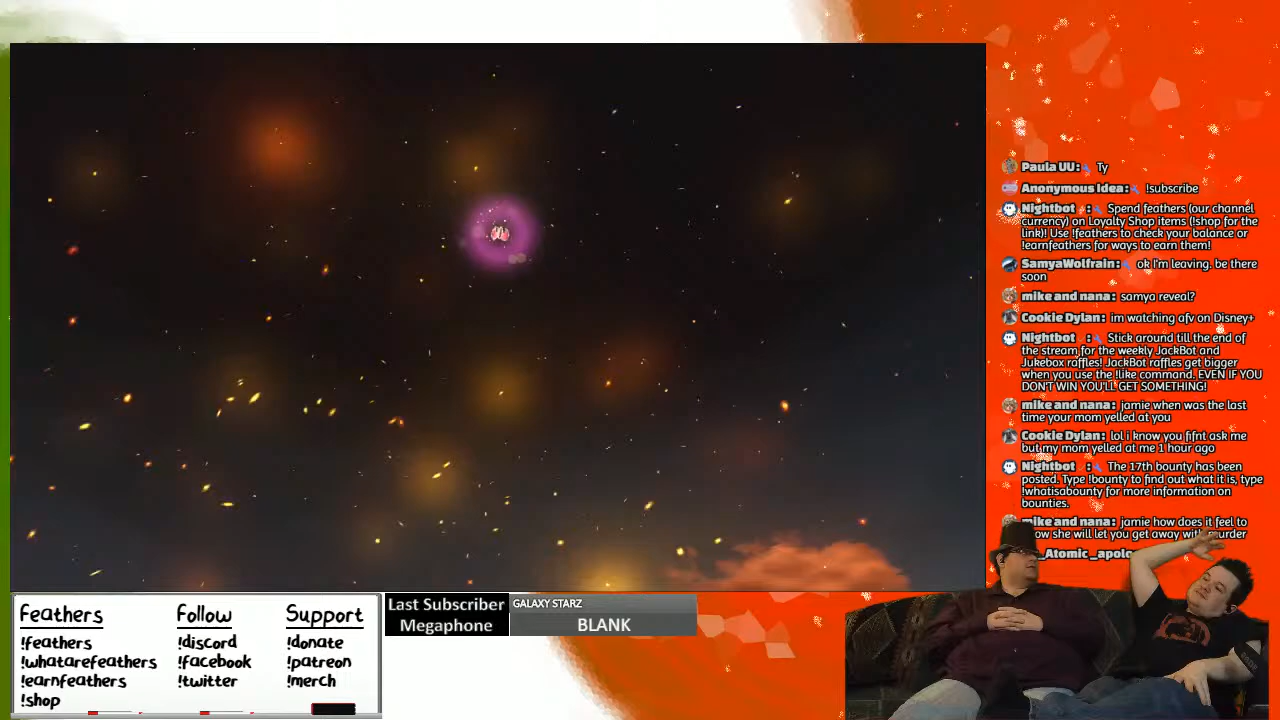 Paula UU: Ty
Anonymous Idea: !subscribe
Nightbot : Spend feathers (our channel
currency) on Loyalty Shop items (!shop for the
link)! Use !feathers to check your balance or
!earnfeathers for ways to earn them!
SamyaWolfrain: ok I'm leaving. be there
soon
mike and nana: samya reveal?
Cookie Dylan: im watching afv on Disney+
Nightbot : Stick around till the end of
the stream for the weekly JackBot and
Jukebox raffles! JackBot raffles get bigger
when you use the !like command. EVEN IF YOU
DON'T WIN YOU'LL GET SOMETHING!
mike and nana: jamie when was the last
time your mom yelled at you
Cookie Dylan: lol i know you fifnt ask me
but my mom yelled at me 1 hour ago
Nightbot : The 17th bounty has been
posted. Type !bounty to find out what it is, type
!whatisabounty for more information on
bounties.
mike and nana: jamie how does it feel to
she will let you get away with murder
Feathers
!feathers
!whatarefeathers
!earnfeathers
!shop
Follow
!discord
!facebook
!twitter
Support
!donate
!patreon
!merch
Last Subscriber
Megaphone
GALAXY STARZ
BLANK